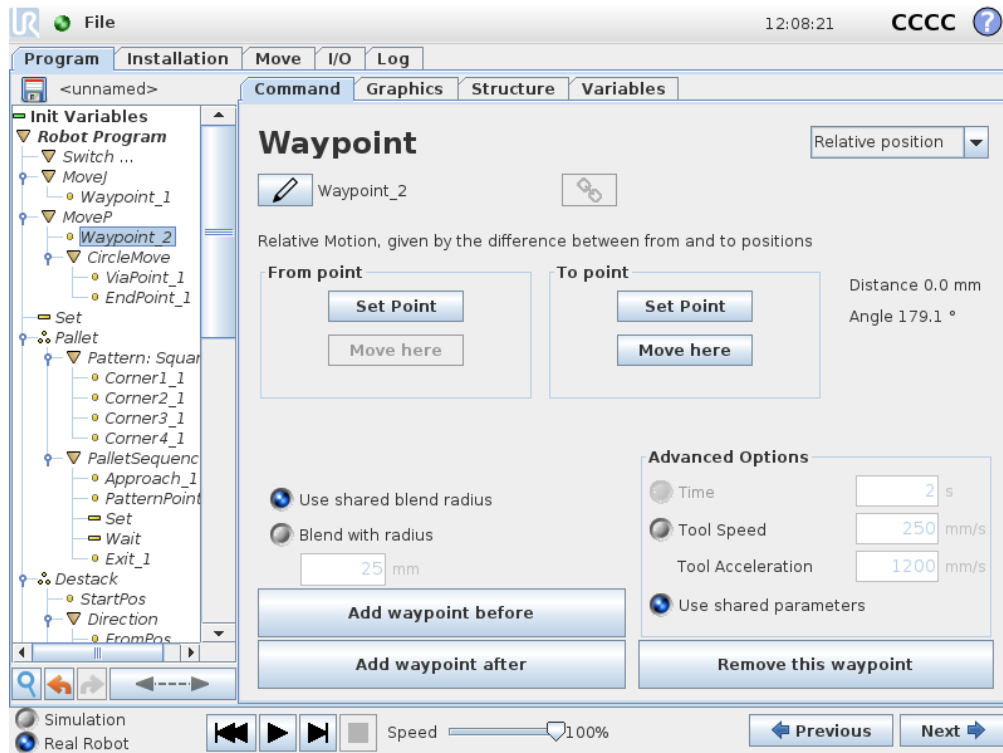 UR File 12:08:21 CCCC ?
Program Installation Move I/O Log
<unnamed>
Command Graphics Structure Variables
Init Variables
Robot Program
Switch ...
MoveJ
Waypoint_1
MoveP
Waypoint_2
CircleMove
ViaPoint_1
EndPoint_1
Set
Pallet
Pattern: Squar
Corner1_1
Corner2_1
Corner3_1
Corner4_1
PalletSequenc
Approach_1
PatternPoint
Set
Wait
Exit_1
Destack
StartPos
Direction
FromPos
Waypoint
Relative position
Waypoint_2
Relative Motion, given by the difference between from and to positions
From point
Set Point
Move here
To point
Set Point
Move here
Distance 0.0 mm
Angle 179.1 °
Use shared blend radius
Blend with radius
25 mm
Advanced Options
Time 2 s
Tool Speed 250 mm/s
Tool Acceleration 1200 mm/s
Use shared parameters
Add waypoint before
Add waypoint after
Remove this waypoint
Simulation
Real Robot
Speed 100%
Previous
Next